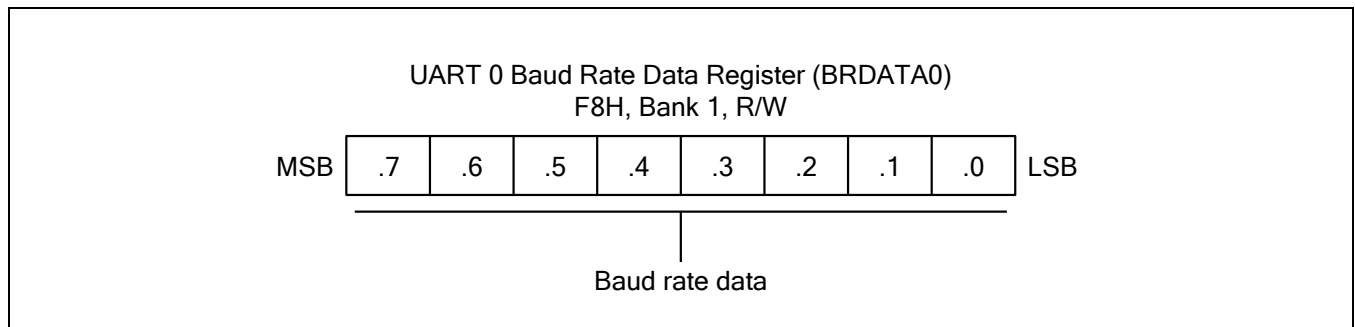 UART 0 Baud Rate Data Register (BRDATA0)
F8H, Bank 1, R/W
MSB .7 .6 .5 .4 .3 .2 .1 .0 LSB
Baud rate data